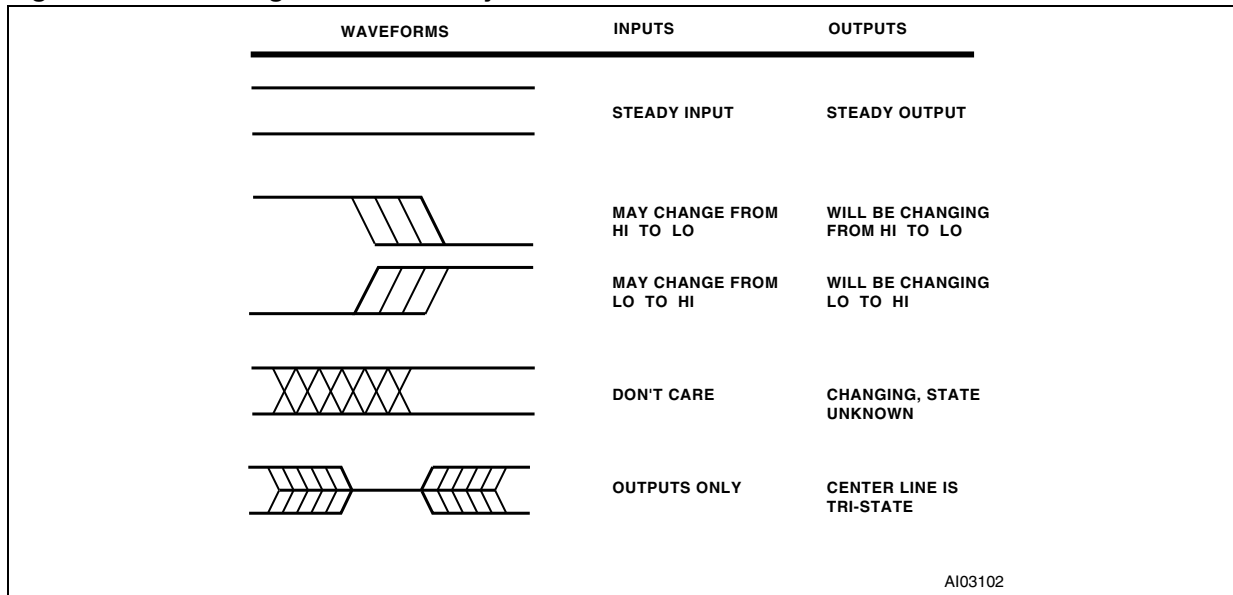 WAVEFORMS INPUTS OUTPUTS
STEADY INPUT STEADY OUTPUT
MAY CHANGE FROM WILL BE CHANGING
HI TO LO FROM HI TO LO
MAY CHANGE FROM WILL BE CHANGING
LO TO HI LO TO HI
DON'T CARE CHANGING, STATE
UNKNOWN
OUTPUTS ONLY CENTER LINE IS
TRI-STATE
AI03102